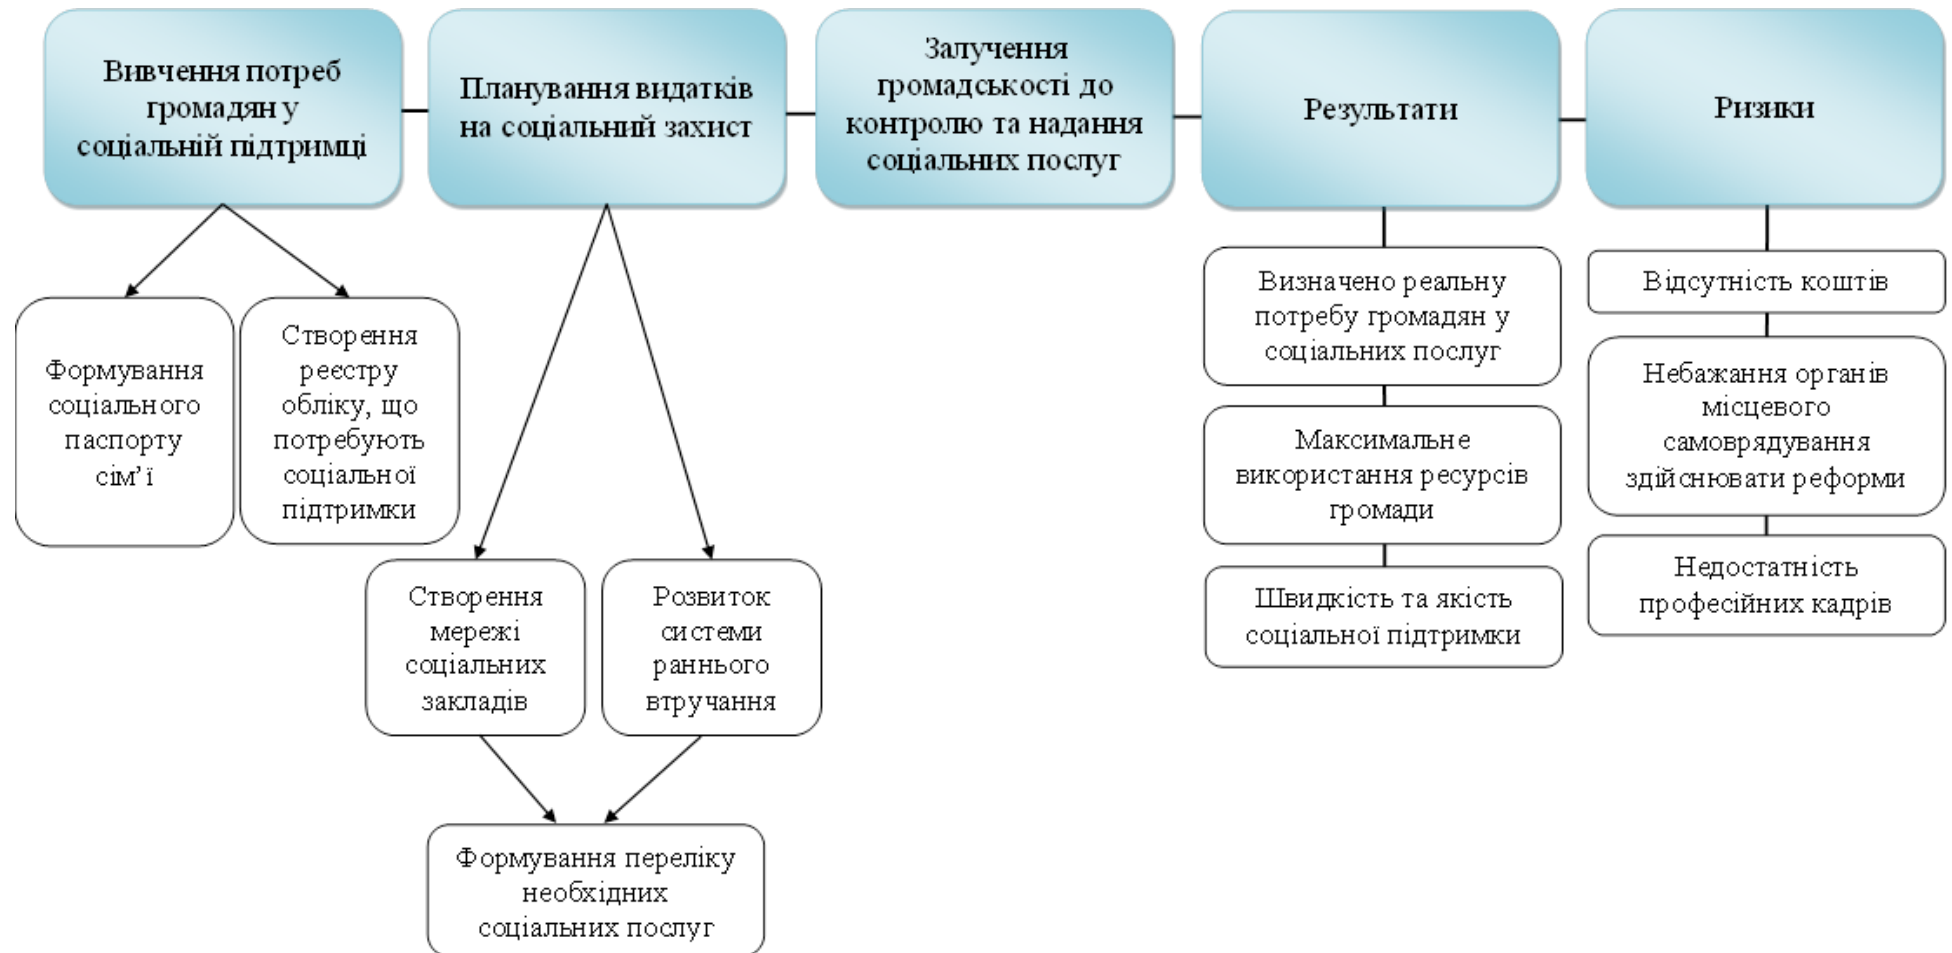 Вивчення потреб
громадян у
соціальній підтримці
Планування видатків
на соціальний захист
Залучення
громадськості до
контролю та надання
соціальних послуг
Результати
Ризики
Формування
соціального
паспорту
сім’ї
Створення
реєстру
обліку, що
потребують
соціальної
підтримки
Створення
мережі
соціальних
закладів
Розвиток
системи
раннього
втручання
Формування переліку
необхідних
соціальних послуг
Визначено реальну
потребу громадян у
соціальних послуг
Максимальне
використання ресурсів
громади
Швидкість та якість
соціальної підтримки
Відсутність коштів
Небажання органів
місцевого
самоврядування
здійснювати реформи
Недостатність
професійних кадрів